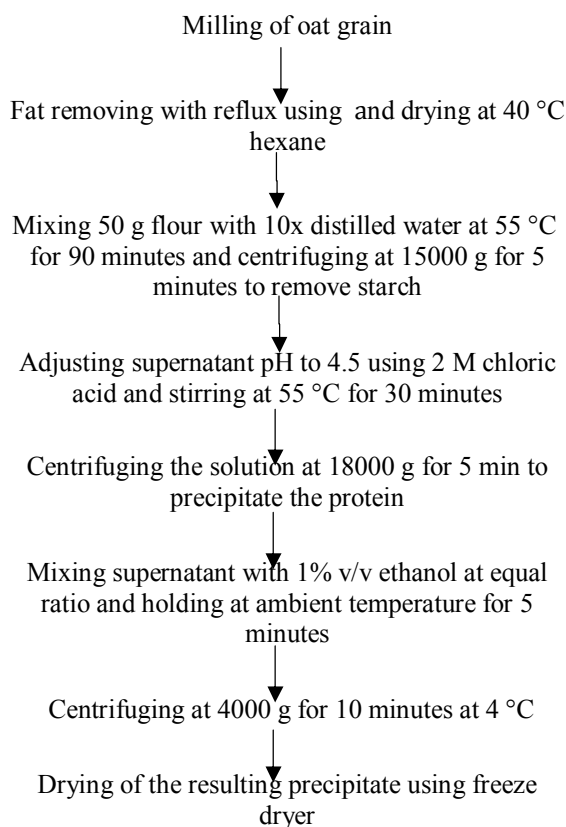 Milling of oat grain
Fat removing with reflux using  and drying at 40 °C
hexane
Mixing 50 g flour with 10x distilled water at 55 °C
for 90 minutes and centrifuging at 15000 g for 5
minutes to remove starch
Adjusting supernatant pH to 4.5 using 2 M chloric
acid and stirring at 55 °C for 30 minutes
Centrifuging the solution at 18000 g for 5 min to
precipitate the protein
Mixing supernatant with 1% v/v ethanol at equal
ratio and holding at ambient temperature for 5
minutes
Centrifuging at 4000 g for 10 minutes at 4 °C
Drying of the resulting precipitate using freeze
dryer